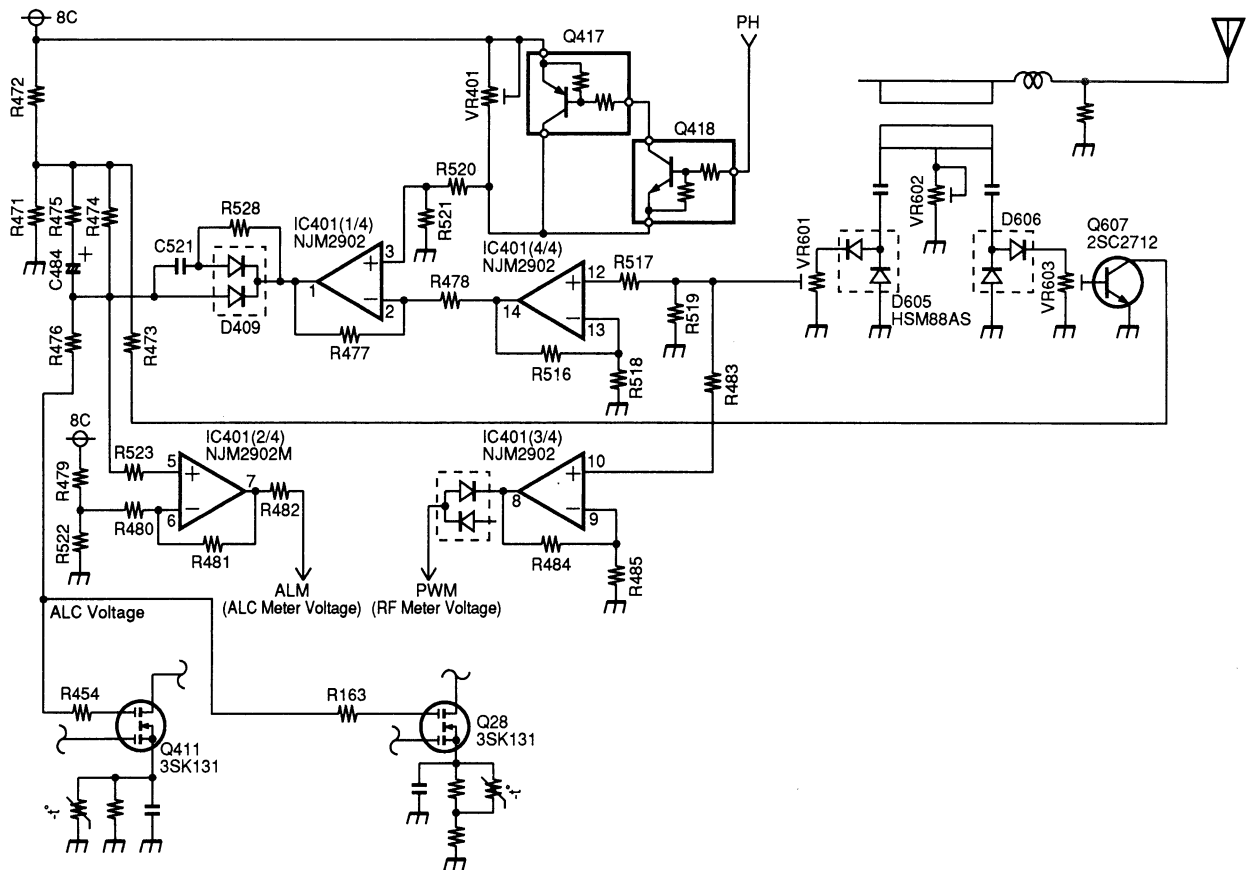 8C
Q417
PH
R472
VR401
Q418
R520
R471
R475
R474
R528
IC401(1/4)
NJM2902
R521
IC401(4/4)
NJM2902
VR602
D606
Q607
2SC2712
C521
C484
+
3
+
1
-
2
R478
12
R517
+
14
-
13
VR601
VR603
R519
D605
HSM88AS
D409
R476
R473
R477
R516
R518
R483
8C
IC401(2/4)
NJM2902M
IC401(3/4)
NJM2902
R479
R523
5
+
7
10
+
8
R480
-
6
R482
-
9
R522
R481
R484
R485
ALM
(ALC Meter Voltage)
PWM
(RF Meter Voltage)
ALC Voltage
R454
R163
Q411
3SK131
Q28
3SK131
-t°
-t°